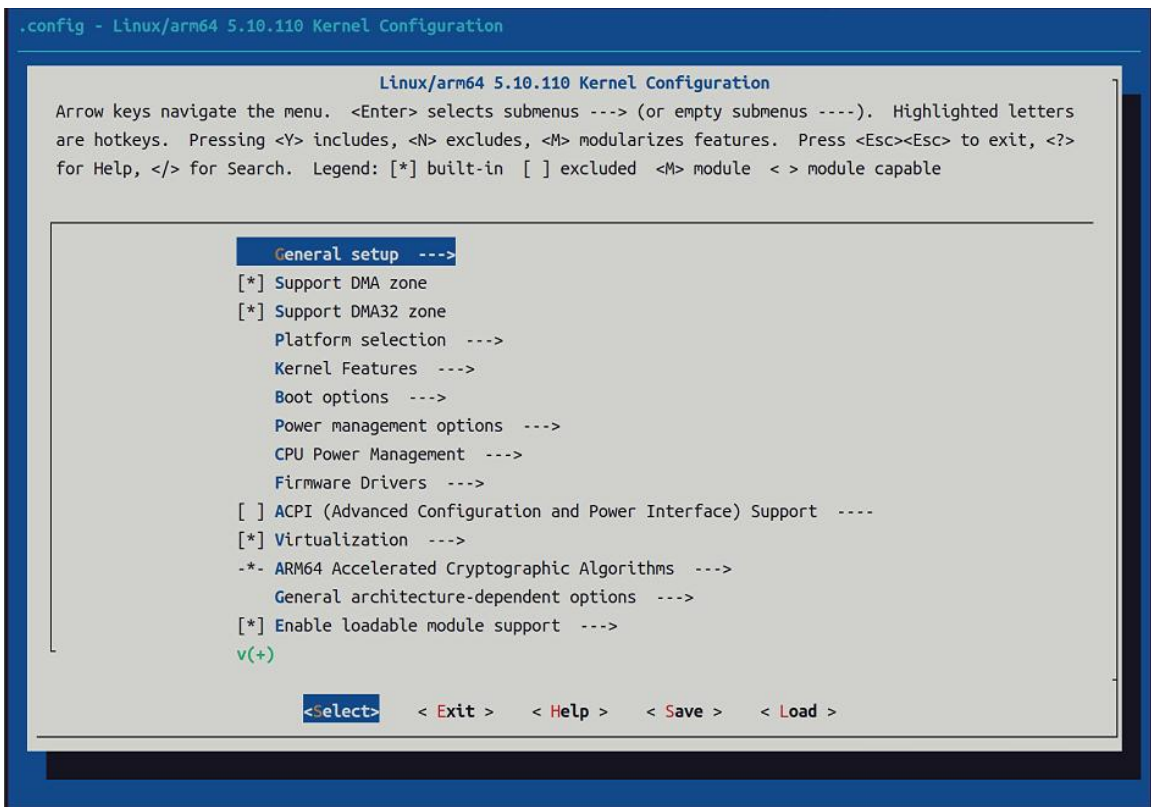 .config - Linux/arm64 5.10.110 Kernel Configuration
Linux/arm64 5.10.110 Kernel Configuration
Arrow keys navigate the menu. <Enter> selects submenus ---> (or empty submenus ----). Highlighted letters
are hotkeys. Pressing <Y> includes, <N> excludes, <M> modularizes features. Press <Esc><Esc> to exit, <?>
for Help, </> for Search. Legend: [*] built-in [ ] excluded <M> module < > module capable
General setup --->
[*] Support DMA zone
[*] Support DMA32 zone
Platform selection --->
Kernel Features --->
Boot options --->
Power management options --->
CPU Power Management --->
Firmware Drivers --->
[ ] ACPI (Advanced Configuration and Power Interface) Support ----
[*] Virtualization --->
-*- ARM64 Accelerated Cryptographic Algorithms --->
General architecture-dependent options --->
[*] Enable loadable module support --->
v(+)
<Select> < Exit > < Help > < Save > < Load >